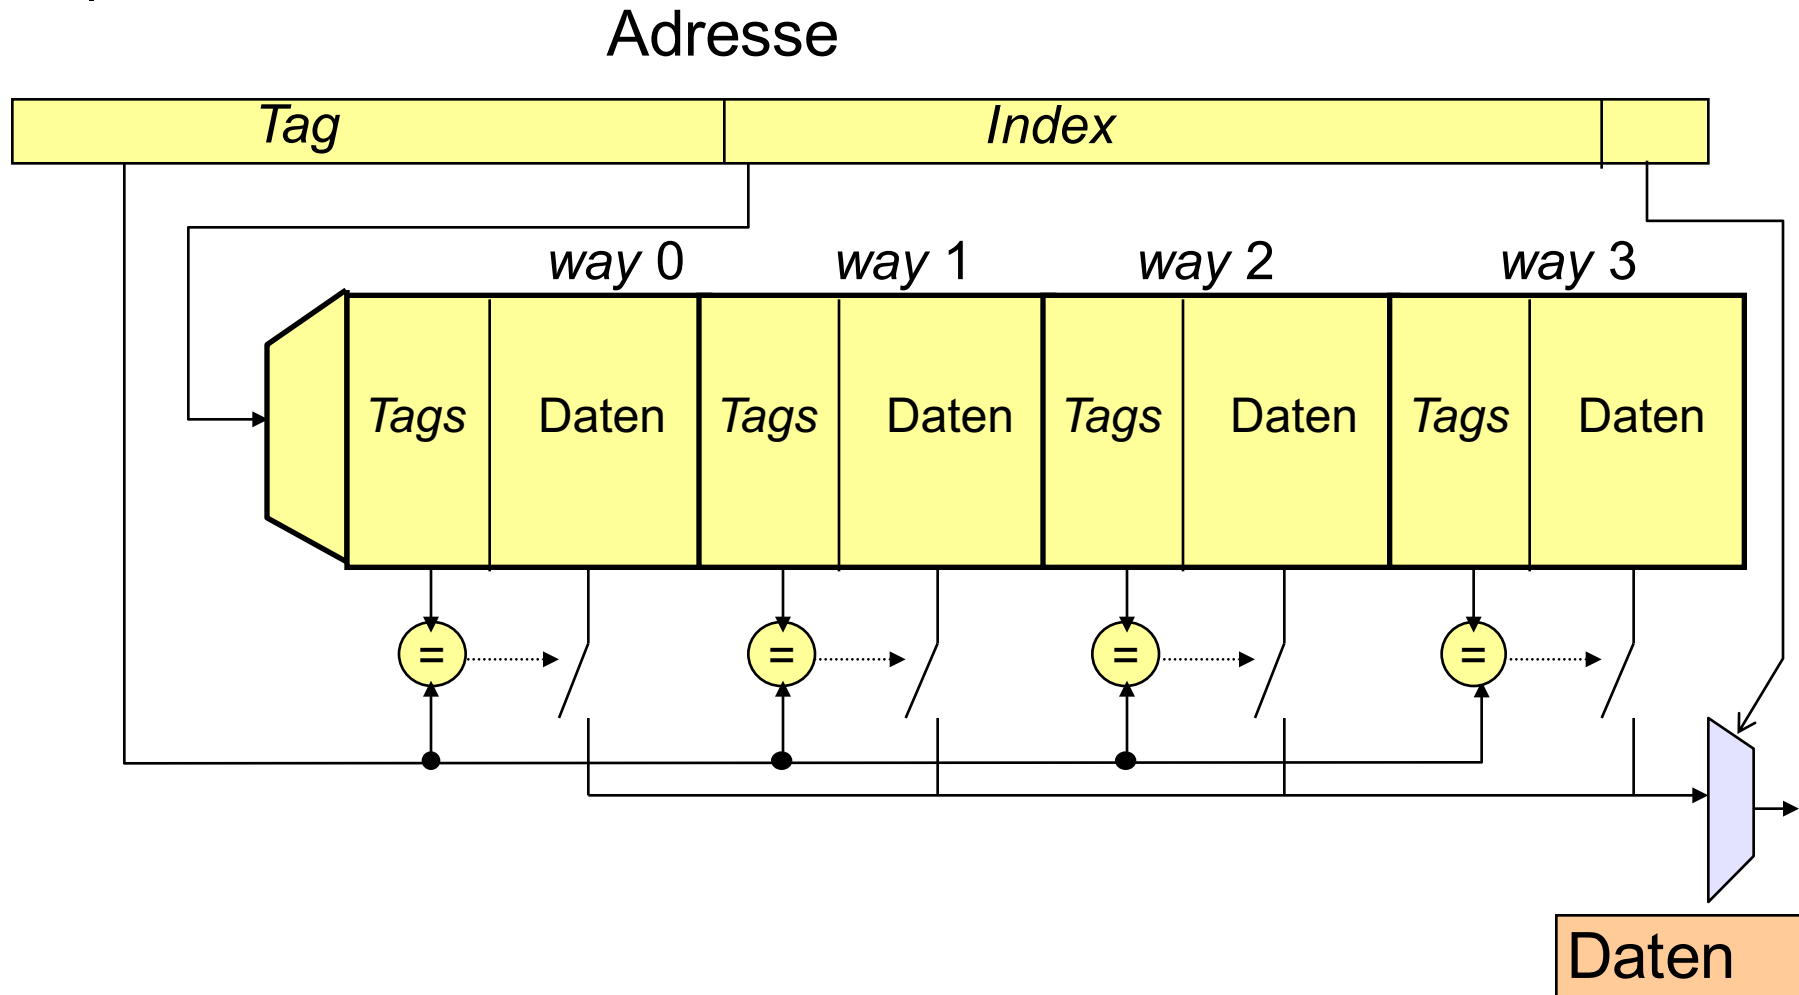 Adresse
Tag Index
way 0 way 1 way 2 way 3
Tags Daten Tags Daten Tags Daten Tags Daten
= = = =
Daten